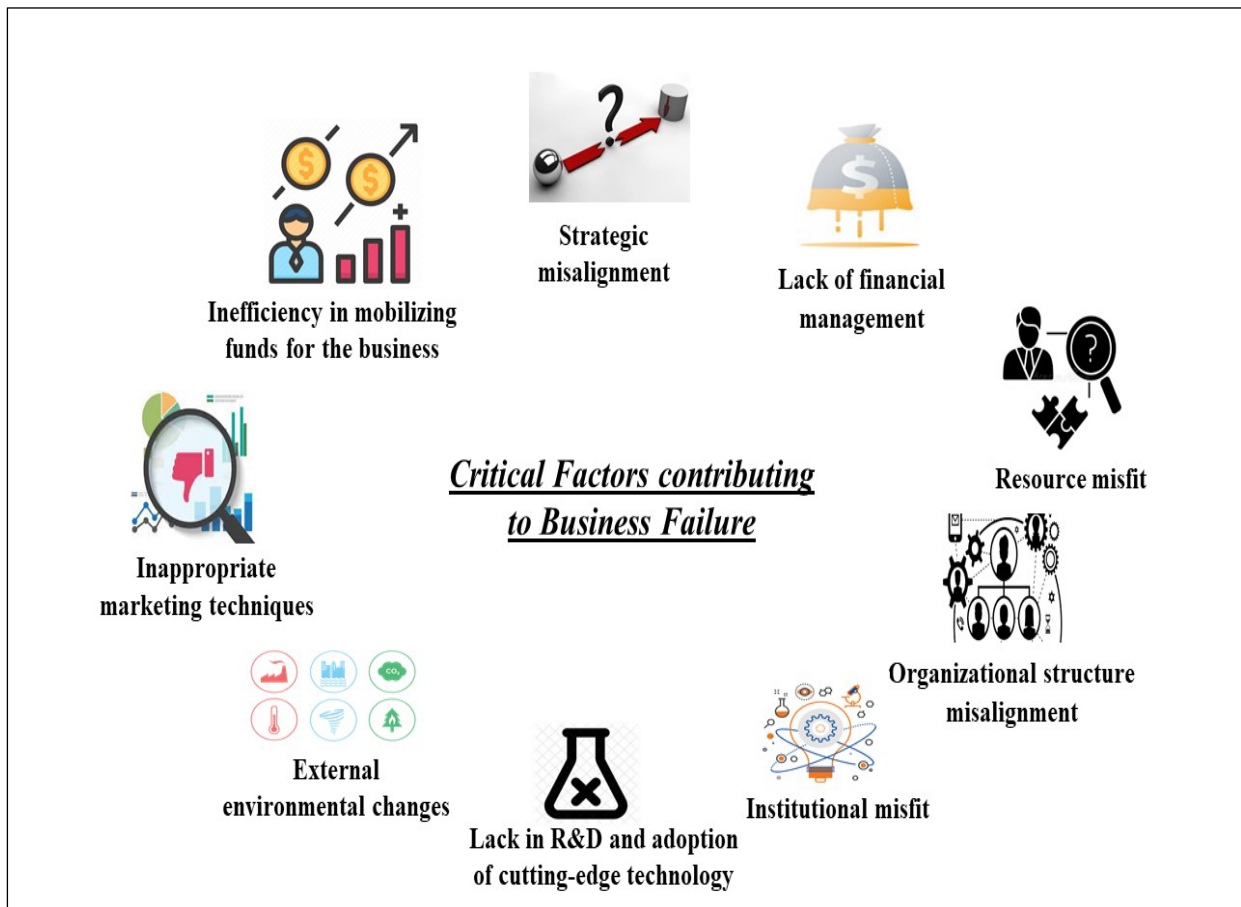 Strategic
misalignment
Lack of financial
management
Inefficiency in mobilizing
funds for the business
Resource misfit
Critical Factors contributing
to Business Failure
Inappropriate
marketing techniques
Organizational structure
misalignment
External
environmental changes
Institutional misfit
Lack in R&D and adoption
of cutting-edge technology
$
$
?
$
?
CO₂